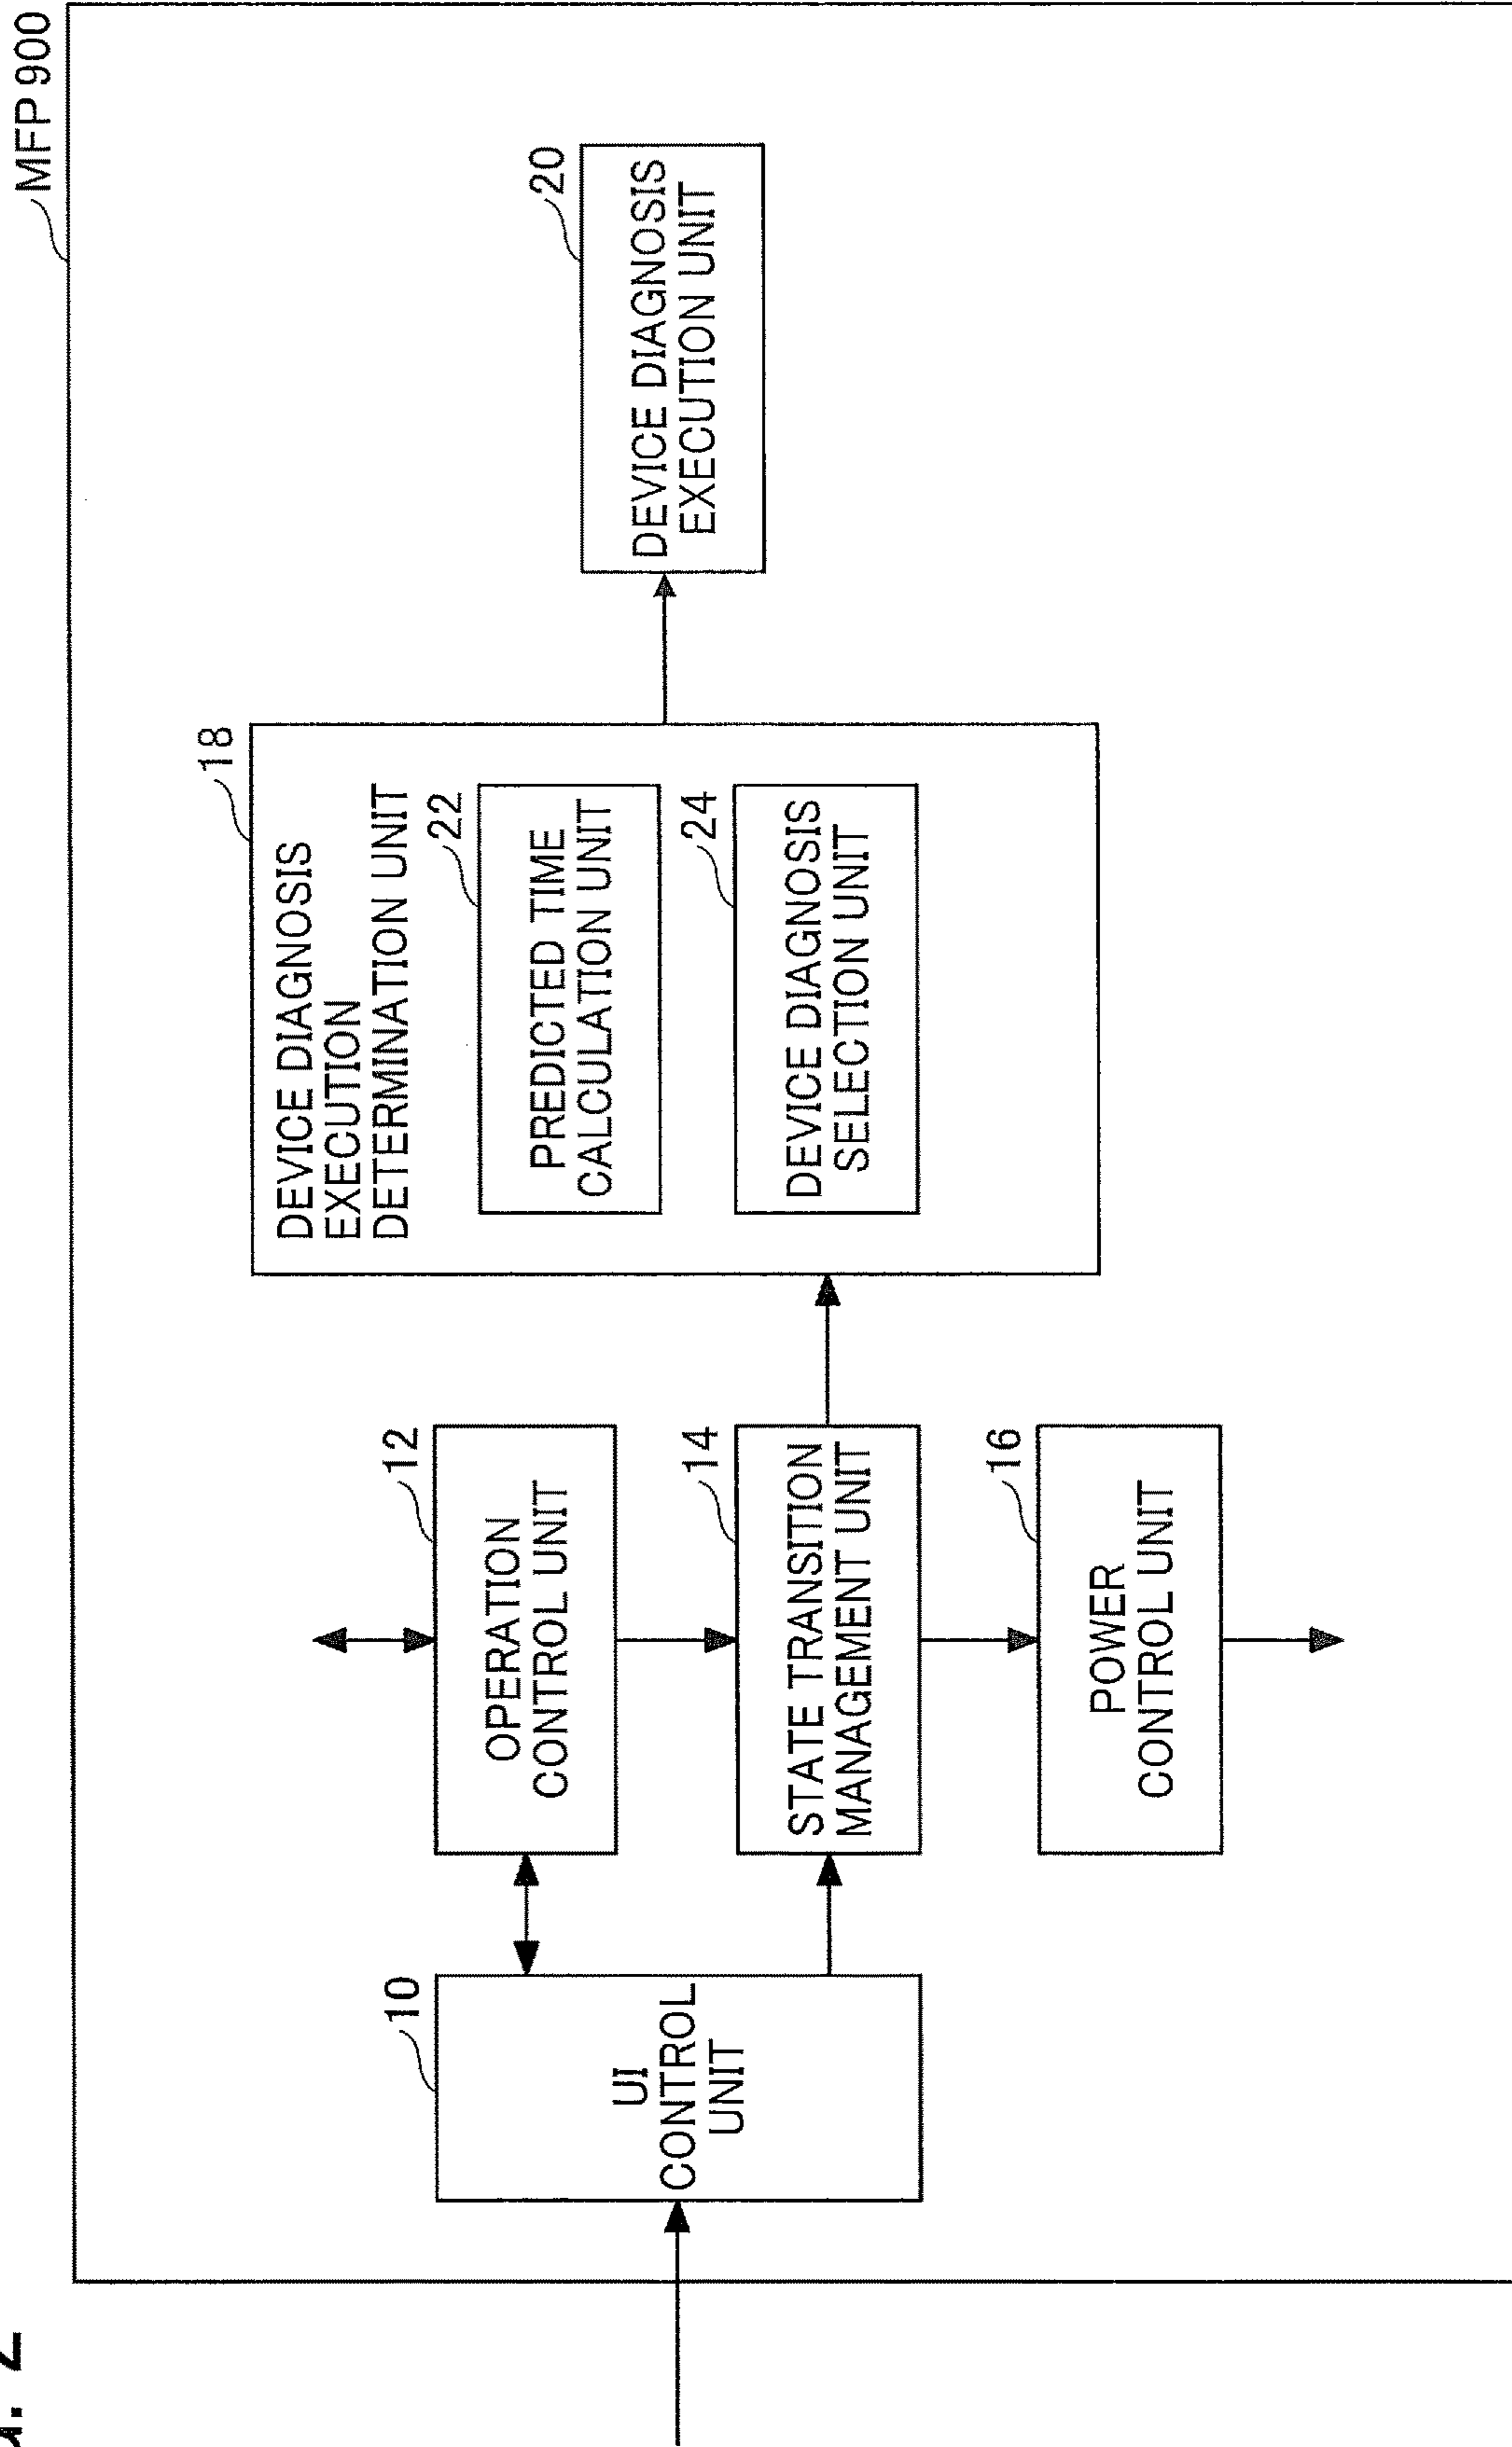 G. 2
MFP 900
10
UI
CONTROL
UNIT
12
OPERATION
CONTROL UNIT
14
STATE TRANSITION
MANAGEMENT UNIT
16
POWER
CONTROL UNIT
18
DEVICE DIAGNOSIS
EXECUTION
DETERMINATION UNIT
22
PREDICTED TIME
CALCULATION UNIT
24
DEVICE DIAGNOSIS
SELECTION UNIT
20
DEVICE DIAGNOSIS
EXECUTION UNIT